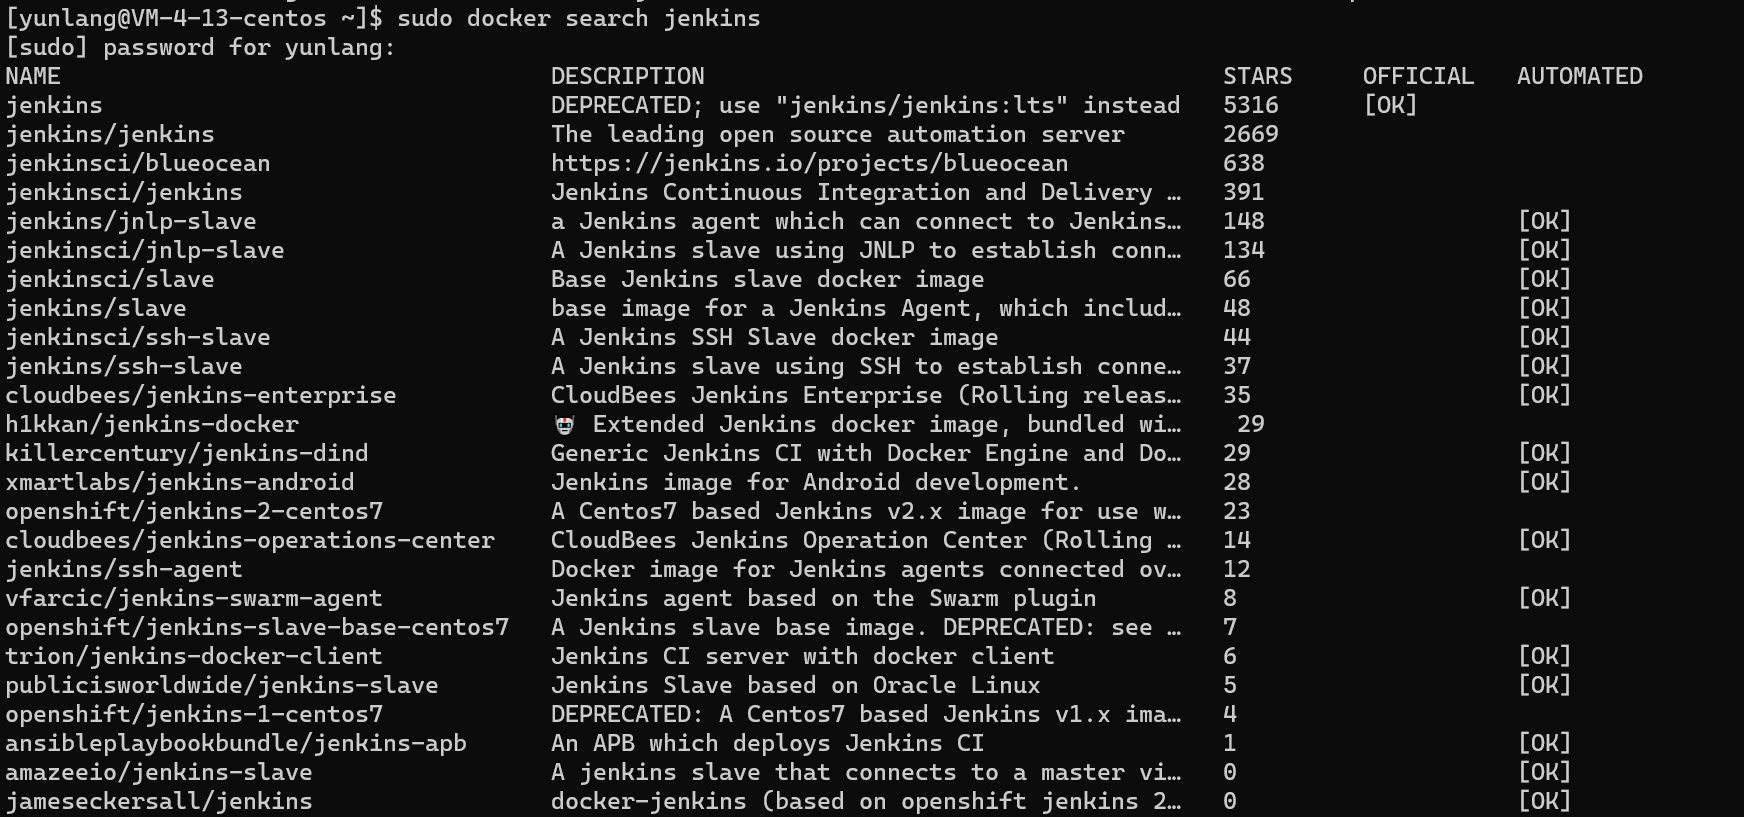 [yunlang@VM-4-13-centos ~]$ sudo docker search jenkins
[sudo] password for yunlang:
NAME DESCRIPTION STARS OFFICIAL AUTOMATED
jenkins DEPRECATED; use "jenkins/jenkins:lts" instead 5316 [OK]
jenkins/jenkins The leading open source automation server 2669
jenkinsci/blueocean https://jenkins.io/projects/blueocean 638
jenkinsci/jenkins Jenkins Continuous Integration and Delivery … 391
jenkins/jnlp-slave a Jenkins agent which can connect to Jenkins… 148 [OK]
jenkinsci/jnlp-slave A Jenkins slave using JNLP to establish conn… 134 [OK]
jenkinsci/slave Base Jenkins slave docker image 66 [OK]
jenkins/slave base image for a Jenkins Agent, which includ… 48 [OK]
jenkinsci/ssh-slave A Jenkins SSH Slave docker image 44 [OK]
jenkins/ssh-slave A Jenkins slave using SSH to establish conne… 37 [OK]
cloudbees/jenkins-enterprise CloudBees Jenkins Enterprise (Rolling releas… 35 [OK]
h1kkan/jenkins-docker 🤖 Extended Jenkins docker image, bundled wi… 29
killercentury/jenkins-dind Generic Jenkins CI with Docker Engine and Do… 29 [OK]
xmartlabs/jenkins-android Jenkins image for Android development. 28 [OK]
openshift/jenkins-2-centos7 A Centos7 based Jenkins v2.x image for use w… 23
cloudbees/jenkins-operations-center CloudBees Jenkins Operation Center (Rolling … 14 [OK]
jenkins/ssh-agent Docker image for Jenkins agents connected ov… 12
vfarcic/jenkins-swarm-agent Jenkins agent based on the Swarm plugin 8 [OK]
openshift/jenkins-slave-base-centos7 A Jenkins slave base image. DEPRECATED: see … 7
trion/jenkins-docker-client Jenkins CI server with docker client 6 [OK]
publicisworldwide/jenkins-slave Jenkins Slave based on Oracle Linux 5 [OK]
openshift/jenkins-1-centos7 DEPRECATED: A Centos7 based Jenkins v1.x ima… 4
ansibleplaybookbundle/jenkins-apb An APB which deploys Jenkins CI 1 [OK]
amazeeio/jenkins-slave A jenkins slave that connects to a master vi… 0 [OK]
jameseckersall/jenkins docker-jenkins (based on openshift jenkins 2… 0 [OK]